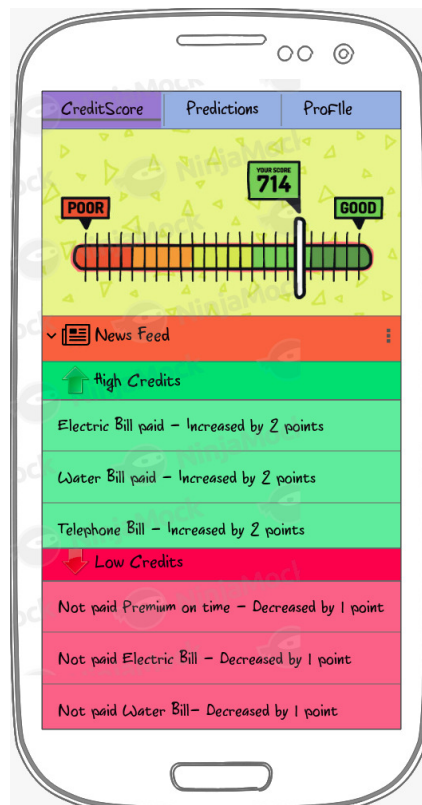 CreditScore
Predictions
ProfIle
YOUR SCORE
714
POOR
GOOD
News Feed
High Credits
Electric Bill paid - Increased by 2 points
Water Bill paid - Increased by 2 points
Telephone Bill - Increased by 2 points
Low Credits
Not paid Premium on time - Decreased by 1 point
Not paid Electric Bill - Decreased by 1 point
Not paid Water Bill- Decreased by 1 point
NinjaMock